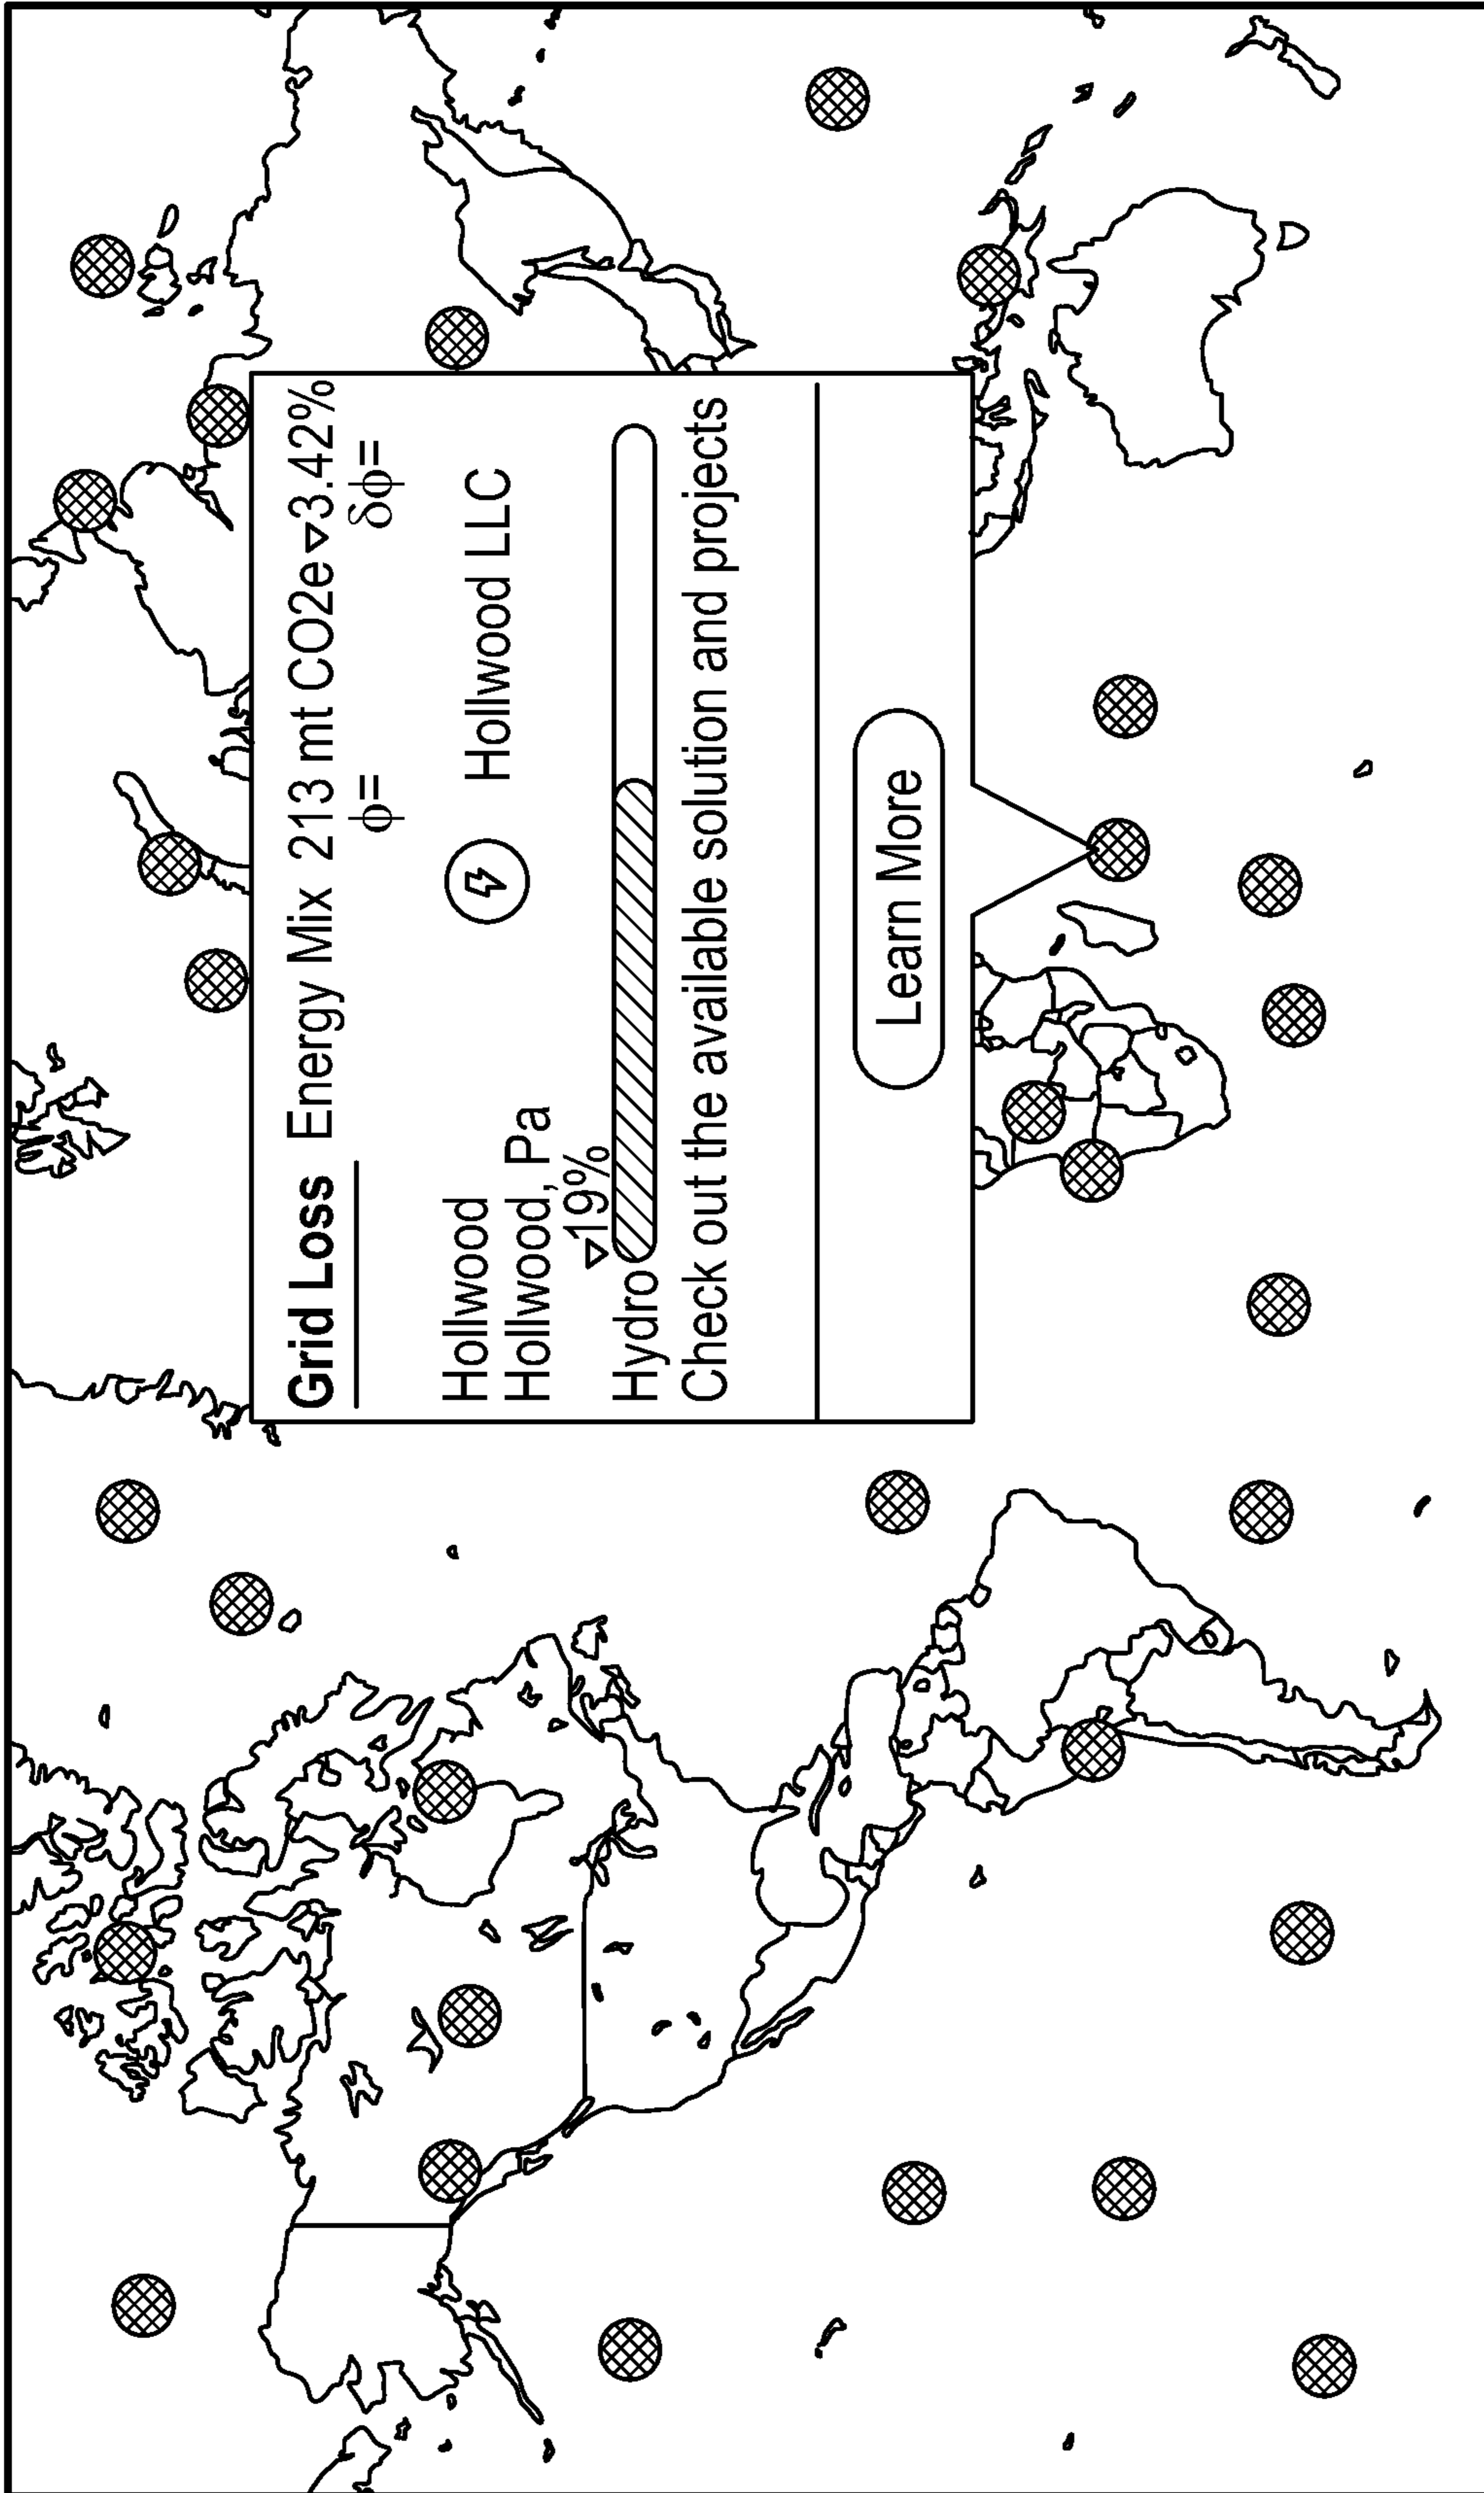 Grid Loss Energy Mix 213 mt CO2e ▿3.42%
ϕ= δϕ=
Hollwood Hollwood LLC
Hollwood, Pa
▿19%
Hydro
Check out the available solution and projects
Learn More